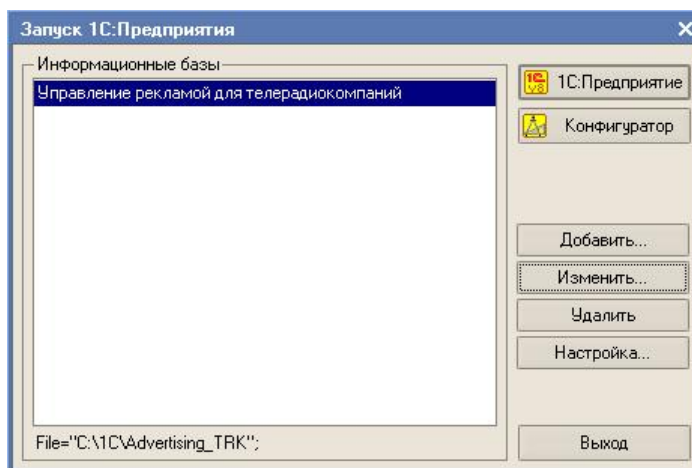 Запуск 1С:Предприятия
Информационные базы
Управление рекламой для телерадиокомпаний
1С:Предприятие
Конфигуратор
Добавить...
Изменить...
Удалить
Настройка...
File="C:\1C\Advertising_TRK";
Выход